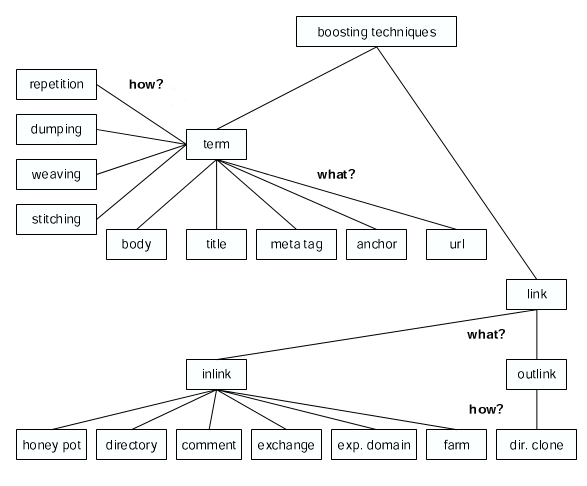 boosting techniques
repetition
how?
dumping
term
weaving
what?
stitching
body
title
meta tag
anchor
url
link
what?
inlink
outlink
how?
honey pot
directory
comment
exchange
exp. domain
farm
dir. clone